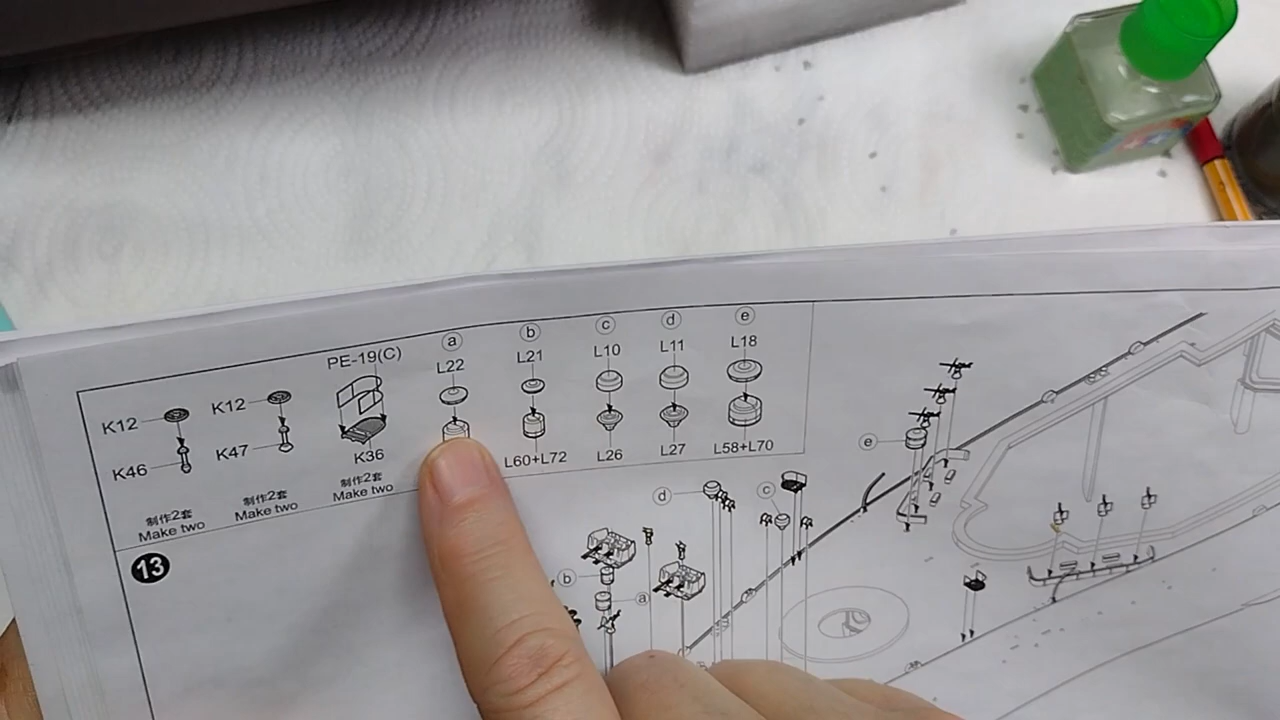 PE-19(C)
a
b
c
d
e
L22
L21
L10
L11
L18
K12
K12
K46
K47
K36
L60+L72
L26
L27
L58+L70
制作2套
Make two
制作2套
Make two
制作2套
Make two
13
e
d
c
b
a